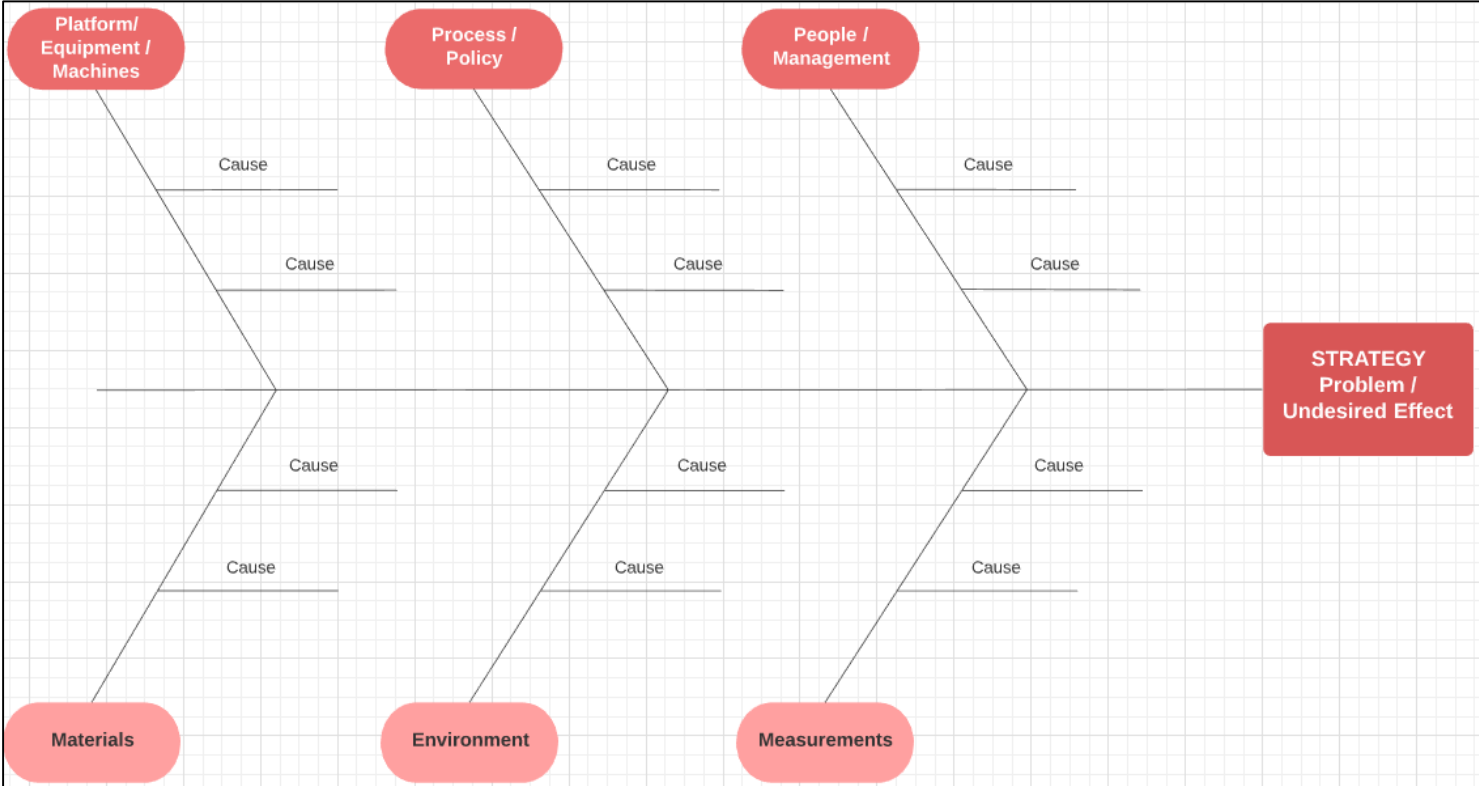 Platform/
Equipment /
Machines
Process /
Policy
People /
Management
Cause
Cause
Cause
Cause
Cause
Cause
STRATEGY
Problem /
Undesired Effect
Cause
Cause
Cause
Cause
Cause
Cause
Materials
Environment
Measurements